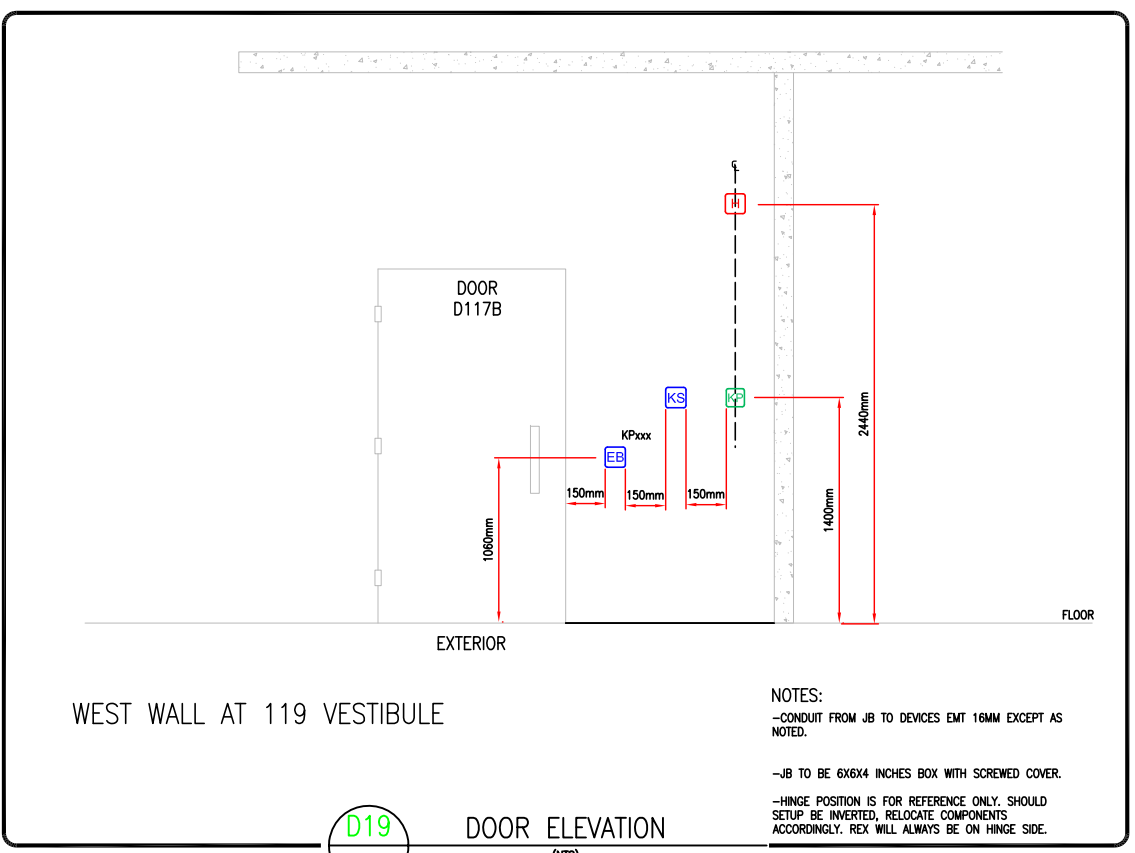 ℄
H
DOOR
D117B
KS
KP
2440mm
KPxxx
EB
150mm
150mm
150mm
1400mm
1060mm
FLOOR
EXTERIOR
WEST WALL AT 119 VESTIBULE
NOTES:
-CONDUIT FROM JB TO DEVICES EMT 16MM EXCEPT AS
NOTED.
-JB TO BE 6X6X4 INCHES BOX WITH SCREWED COVER.
-HINGE POSITION IS FOR REFERENCE ONLY. SHOULD
SETUP BE INVERTED, RELOCATE COMPONENTS
ACCORDINGLY. REX WILL ALWAYS BE ON HINGE SIDE.
D19
DOOR ELEVATION